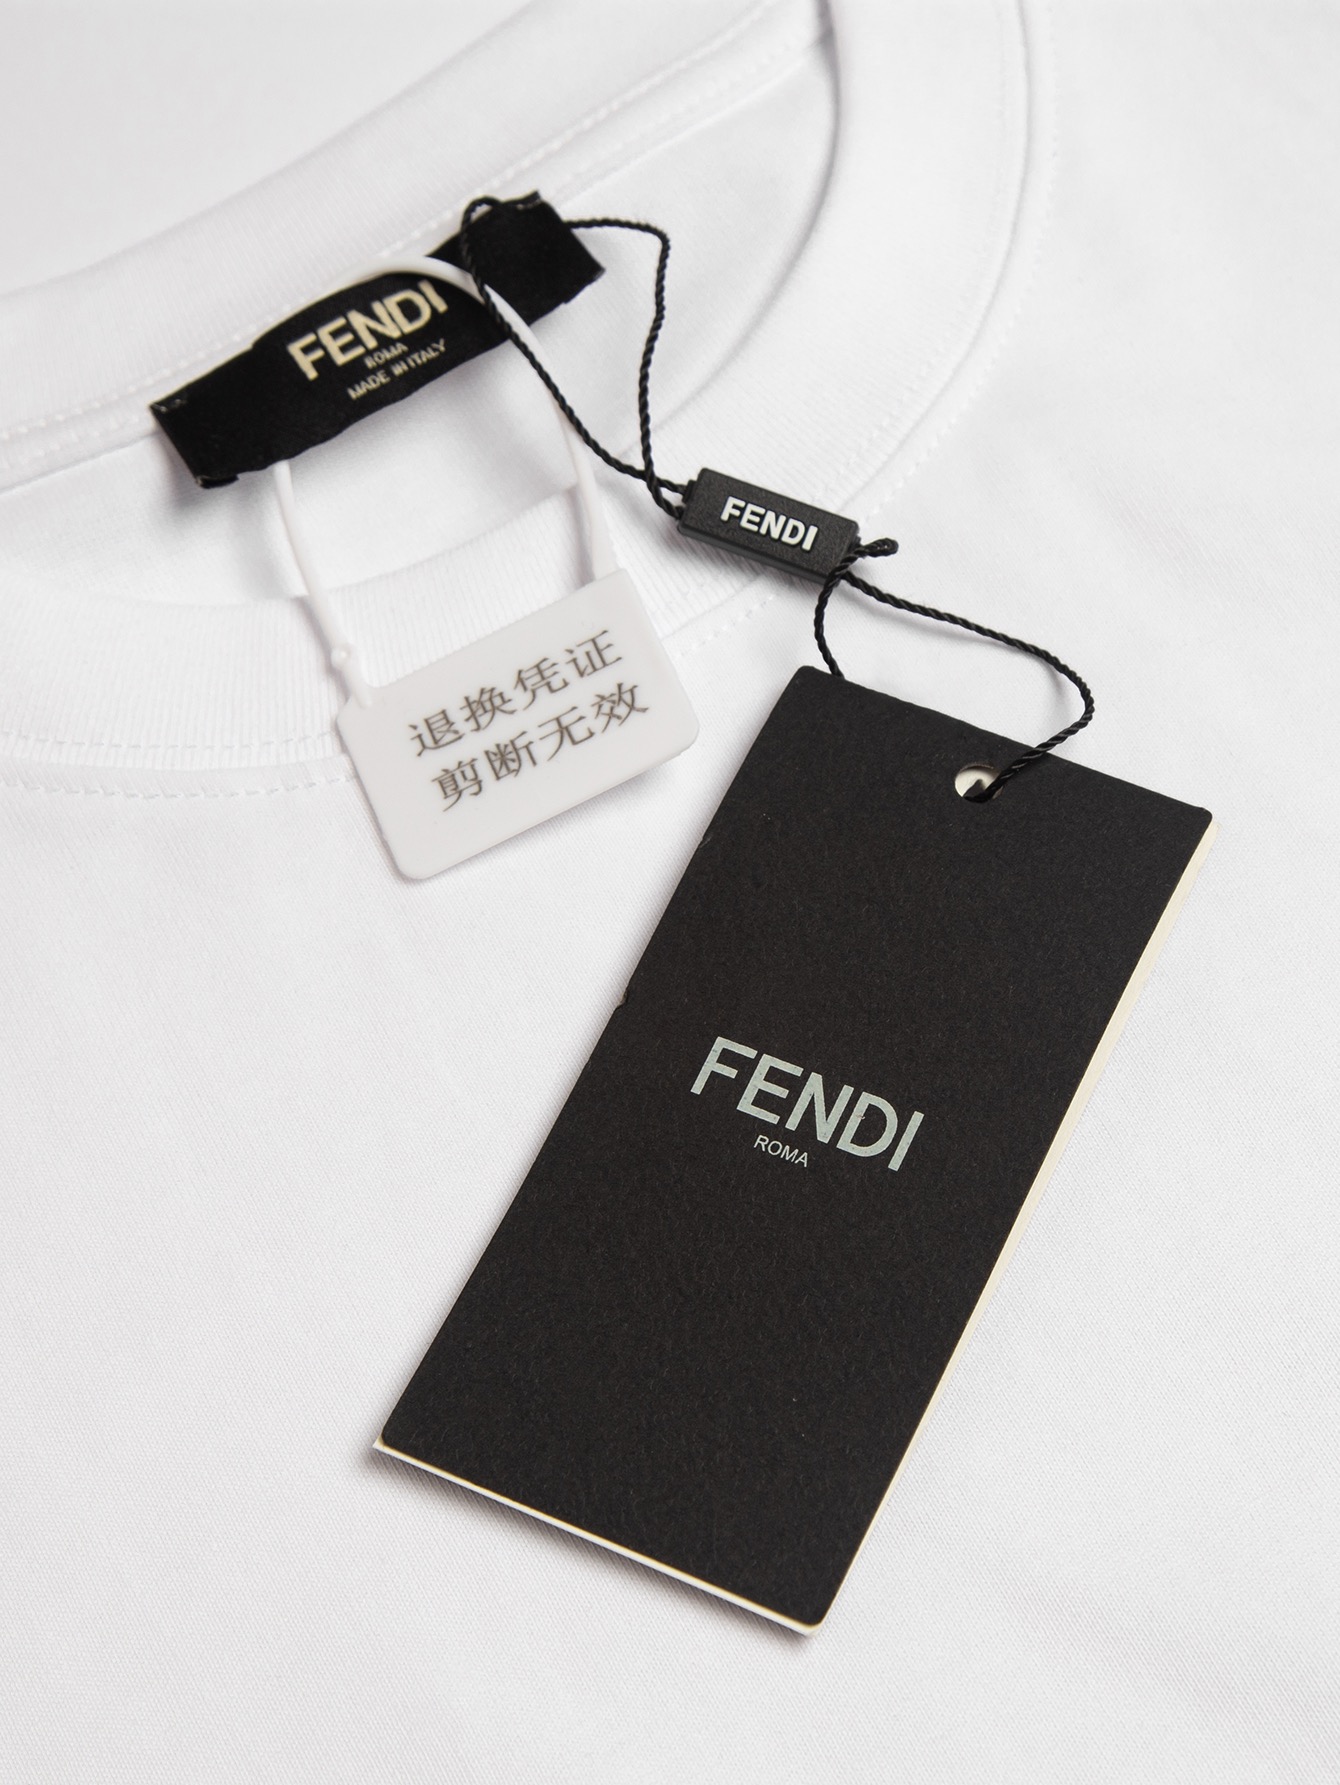 FENDI
ROMA
MADE IN ITALY
FENDI
退换凭证
剪断无效
FENDI
ROMA